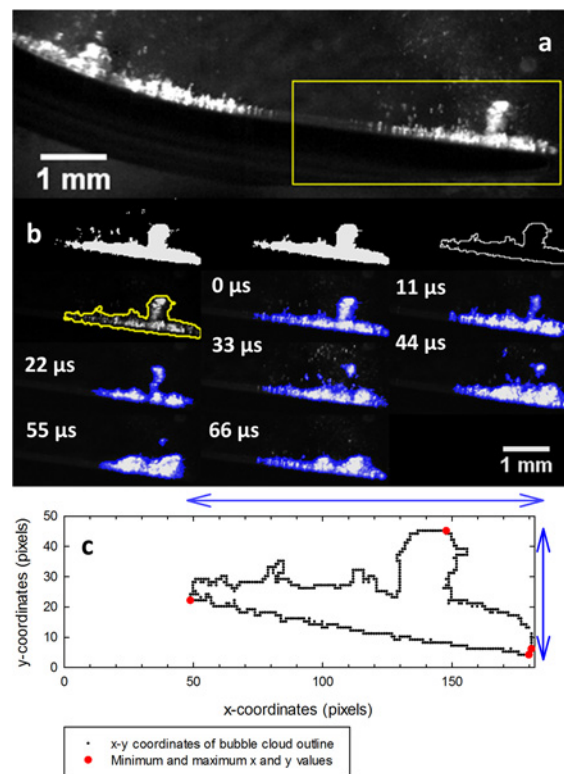 a
1 mm
b
0 µs
11 µs
22 µs
33 µs
44 µs
55 µs
66 µs
1 mm
c
y-coordinates (pixels)
50
40
30
20
10
0
0
50
100
150
x-coordinates (pixels)
x-y coordinates of bubble cloud outline
Minimum and maximum x and y values